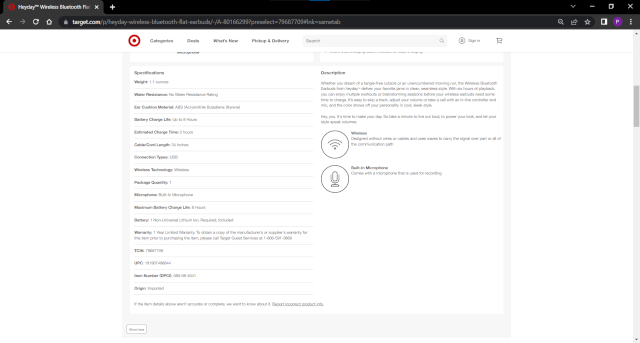 Heyday™ Wireless Bluetooth Flat
target.com/p/heyday-wireless-bluetooth-flat-earbuds/-/A-80166299?preselect=79687709#lnk=sametab
Categories
Deals
What's New
Pickup & Delivery
Search
Sign in
Specifications
Weight: 1.1 ounces
Water Resistance: No Water Resistance Rating
Ear Cushion Material: ABS (Acrylonitrile Butadiene Styrene)
Battery Charge Life: Up to 6 Hours
Estimated Charge Time: 2 hours
Cable/Cord Length: 24 Inches
Connection Types: USB
Wireless Technology: Wireless
Package Quantity: 1
Microphone: Built-In Microphone
Maximum Battery Charge Life: 6 Hours
Battery: 1 Non-Universal Lithium Ion, Required, Included
Warranty: 1 Year Limited Warranty. To obtain a copy of the manufacturer's or supplier's warranty for
this item prior to purchasing the item, please call Target Guest Services at 1-800-591-3869
TCIN:
UPC:
Item Number (DPCI):
Origin: Imported
If the item details above aren't accurate or complete, we want to know about it. Report incorrect product info.
Show less
Description
Whether you dream of a tangle-free commute or an unencumbered morning run, the Wireless Bluetooth
Earbuds from heyday™ deliver your favorite jams in clean, seamless style. With six hours of playback,
you can enjoy multiple workouts or brainstorming sessions before your wireless earbuds need some
time to charge. It's easy to skip a track, adjust your volume or take a call with an in-line controller and
mic, and the color shows off your personality in cool, sleek style.
Hey, you. It's time to make your day. So take a minute to find out loud, to power your look, and let your
style speak volumes.
Wireless
Designed without wires or cables and uses waves to carry the signal over part or all of
the communication path
Built-In Microphone
Comes with a microphone that is used for recording